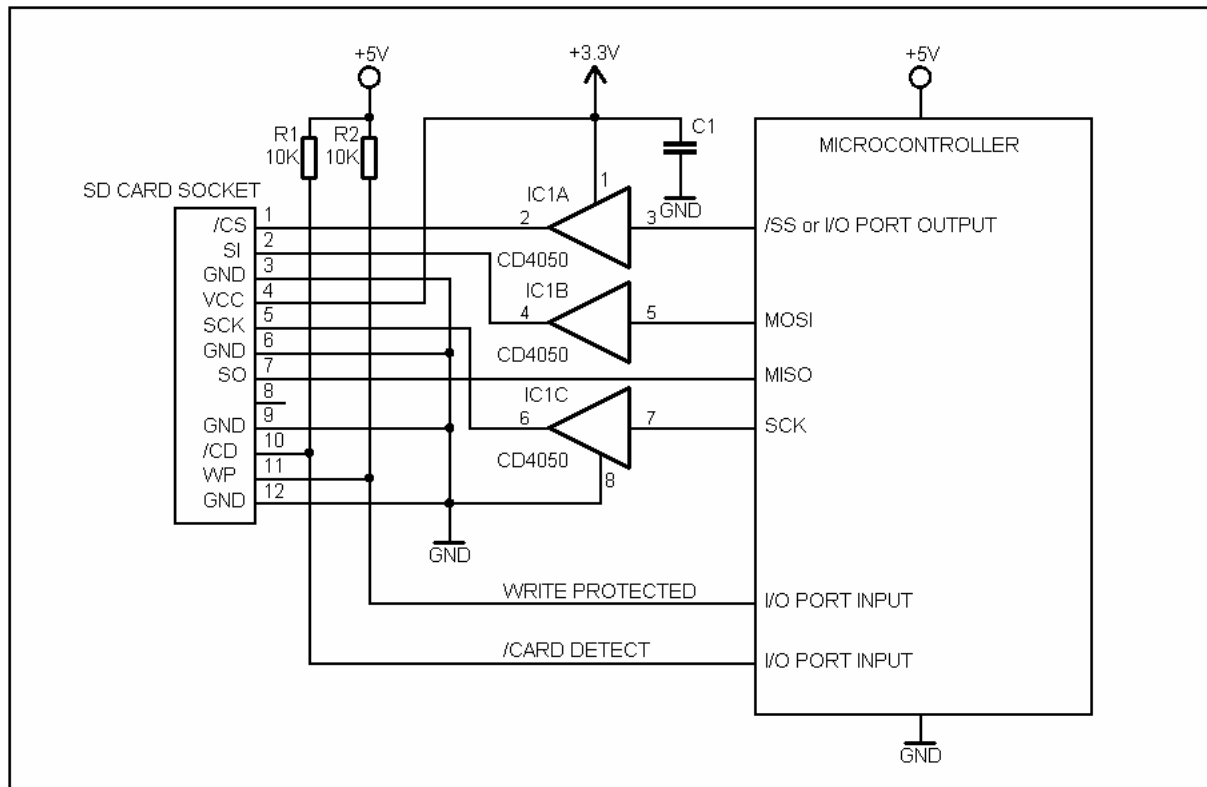 +5V
+3.3V
+5V
R1
10K
R2
10K
C1
GND
MICROCONTROLLER
SD CARD SOCKET
/CS
1
SI
2
GND
3
VCC
4
SCK
5
GND
6
SO
7
8
GND
9
/CD
10
WP
11
GND
12
GND
IC1A
1
2
3
CD4050
IC1B
4
5
CD4050
IC1C
6
7
CD4050
8
/SS or I/O PORT OUTPUT
MOSI
MISO
SCK
WRITE PROTECTED
I/O PORT INPUT
/CARD DETECT
I/O PORT INPUT
GND